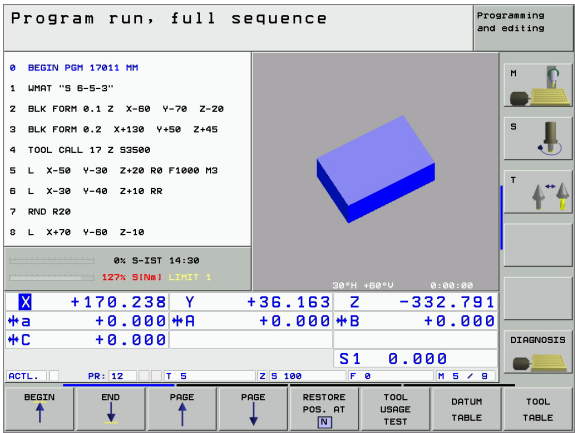 Program run, full sequence
Programming
and editing
0 BEGIN PGM 17011 MM
1 WMAT "S 6-5-3"
2 BLK FORM 0.1 Z X-60 Y-70 Z-20
3 BLK FORM 0.2 X+130 Y+50 Z+45
4 TOOL CALL 17 Z S3500
5 L X-50 Y-30 Z+20 R0 F1000 M3
6 L X-30 Y-40 Z+10 RR
7 RND R20
8 L X+70 Y-60 Z-10
M
S
T
0% S-IST 14:30
127% S[Nm] LIMIT 1
30°H +60°V 0:00:00
X +170.238 Y +36.163 Z -332.791
a +0.000 A +0.000 B +0.000
C +0.000
S1 0.000
ACTL. PR: 12 T 5 Z S 100 F 0 M 5 / 9
DIAGNOSIS
BEGIN
END
PAGE
PAGE
RESTORE
POS. AT
N
TOOL
USAGE
TEST
DATUM
TABLE
TOOL
TABLE